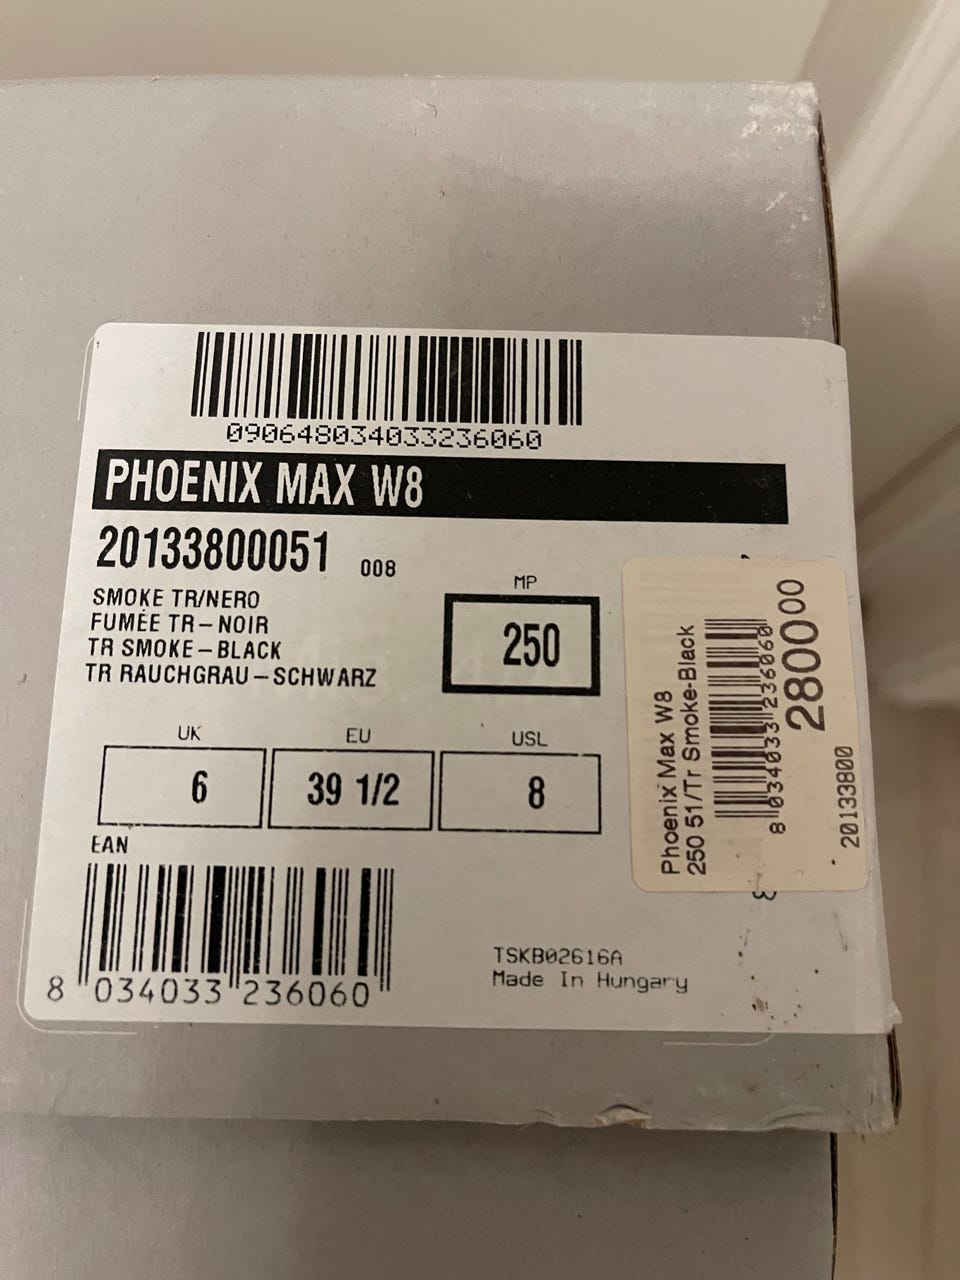 090648034033236060
PHOENIX MAX W8
20133800051 008
SMOKE TR/NERO
FUMÉE TR – NOIR
TR SMOKE – BLACK
TR RAUCHGRAU – SCHWARZ
MP
250
UK
6
EU
39 1/2
USL
8
EAN
8 034033 236060
TSKB02616A
Made In Hungary
Phoenix Max W8
250 51/Tr Smoke-Black
8 034033 236060
28000
20133800
3